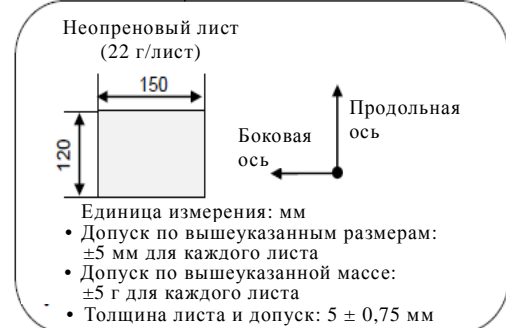 Неопреновый лист
(22 г/лист)
150
Продольная
ось
Боковая
ось
120
Единица измерения: мм
• Допуск по вышеуказанным размерам:
±5 мм для каждого листа
• Допуск по вышеуказанной массе:
±5 г для каждого листа
• Толщина листа и допуск: 5 ± 0,75 мм